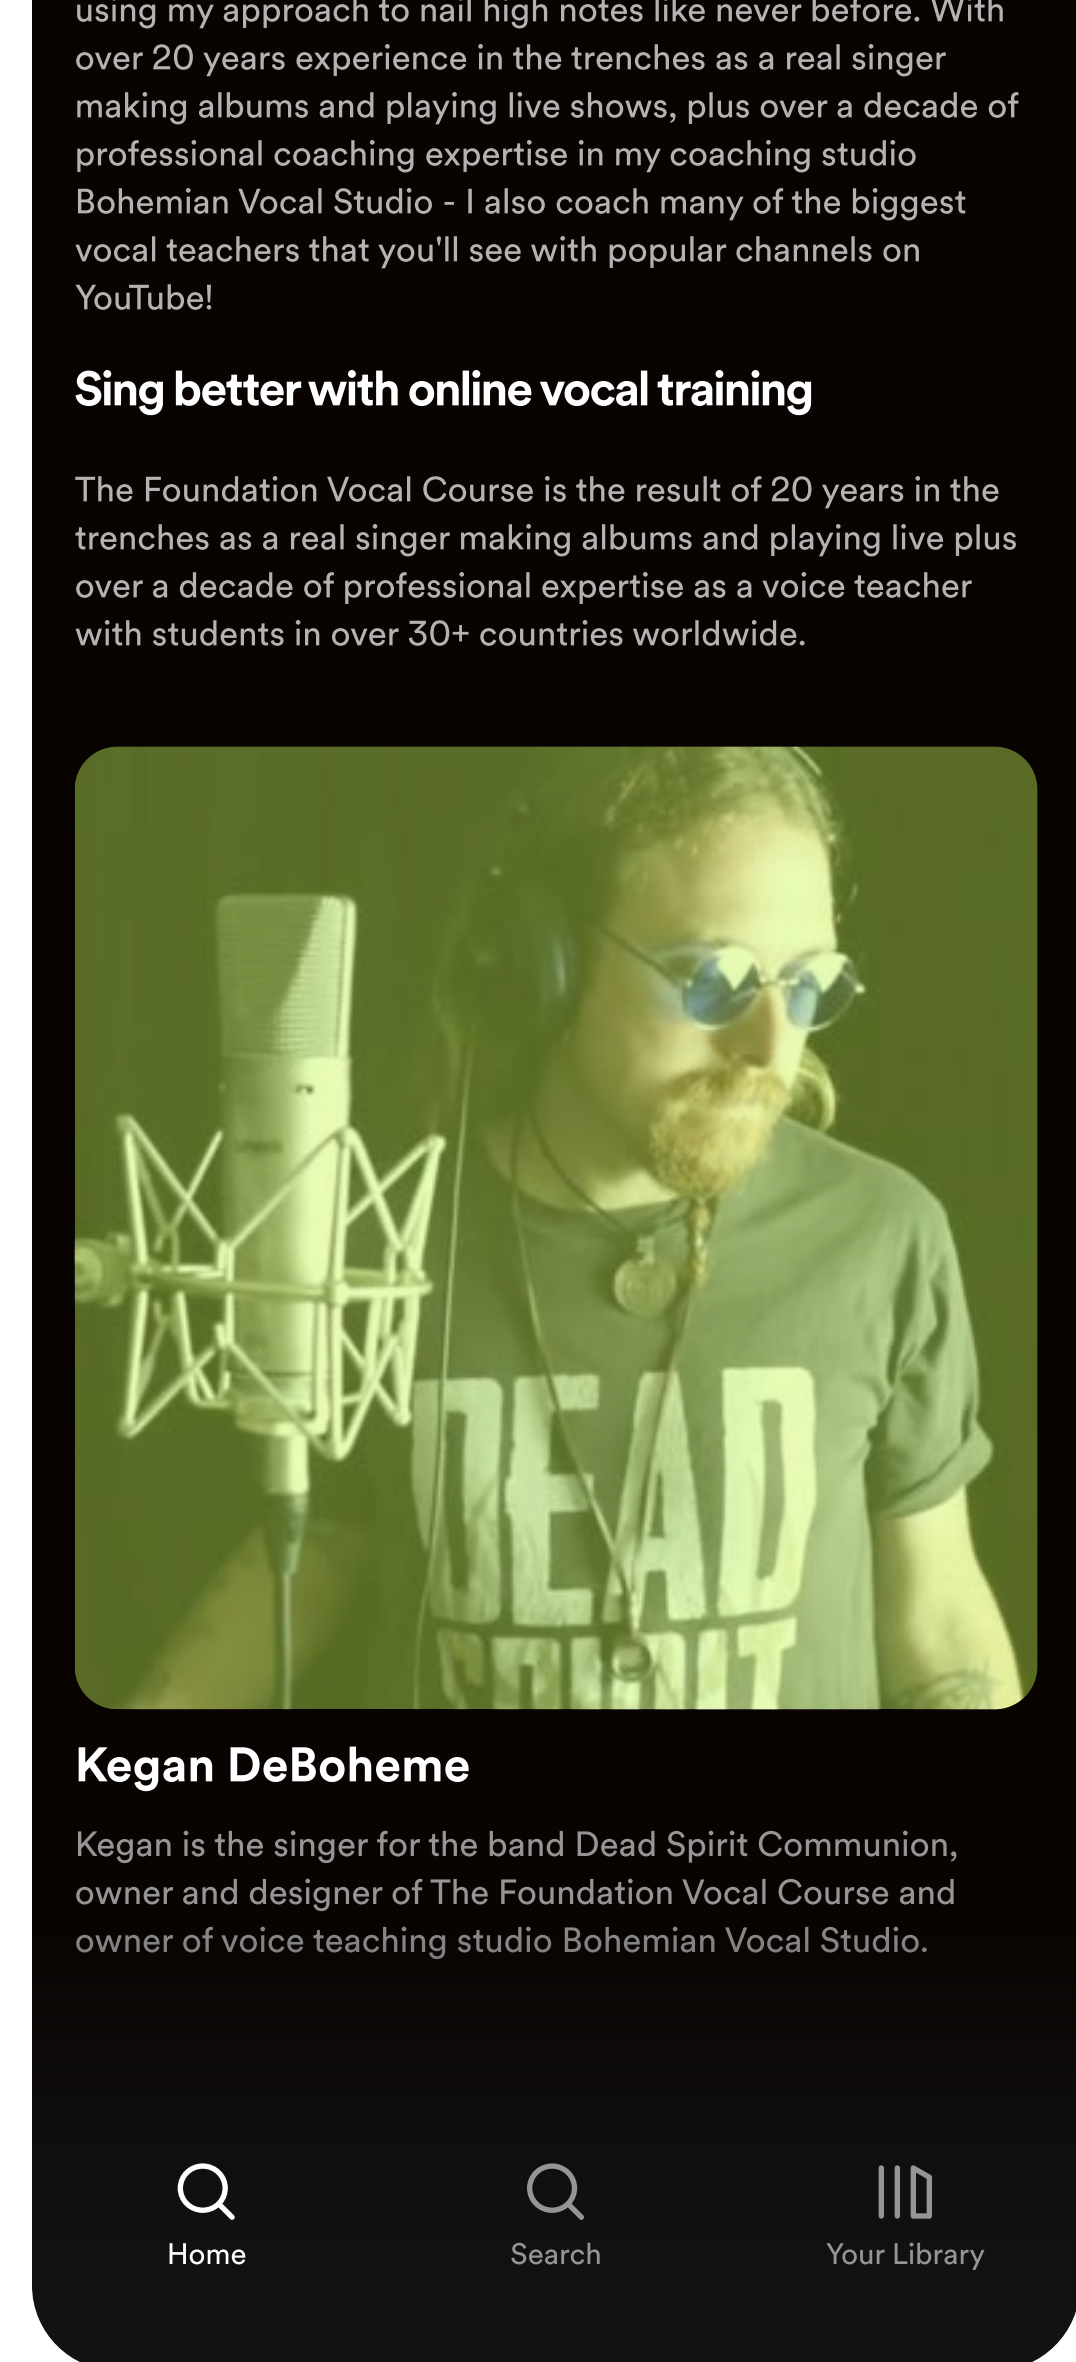 using my approach to nail high notes like never before. With
over 20 years experience in the trenches as a real singer
making albums and playing live shows, plus over a decade of
professional coaching expertise in my coaching studio
Bohemian Vocal Studio - I also coach many of the biggest
vocal teachers that you'll see with popular channels on
YouTube!
Sing better with online vocal training
The Foundation Vocal Course is the result of 20 years in the
trenches as a real singer making albums and playing live plus
over a decade of professional expertise as a voice teacher
with students in over 30+ countries worldwide.
DEAD
SPIRIT
Kegan DeBoheme
Kegan is the singer for the band Dead Spirit Communion,
owner and designer of The Foundation Vocal Course and
owner of voice teaching studio Bohemian Vocal Studio.
Home
Search
Your Library